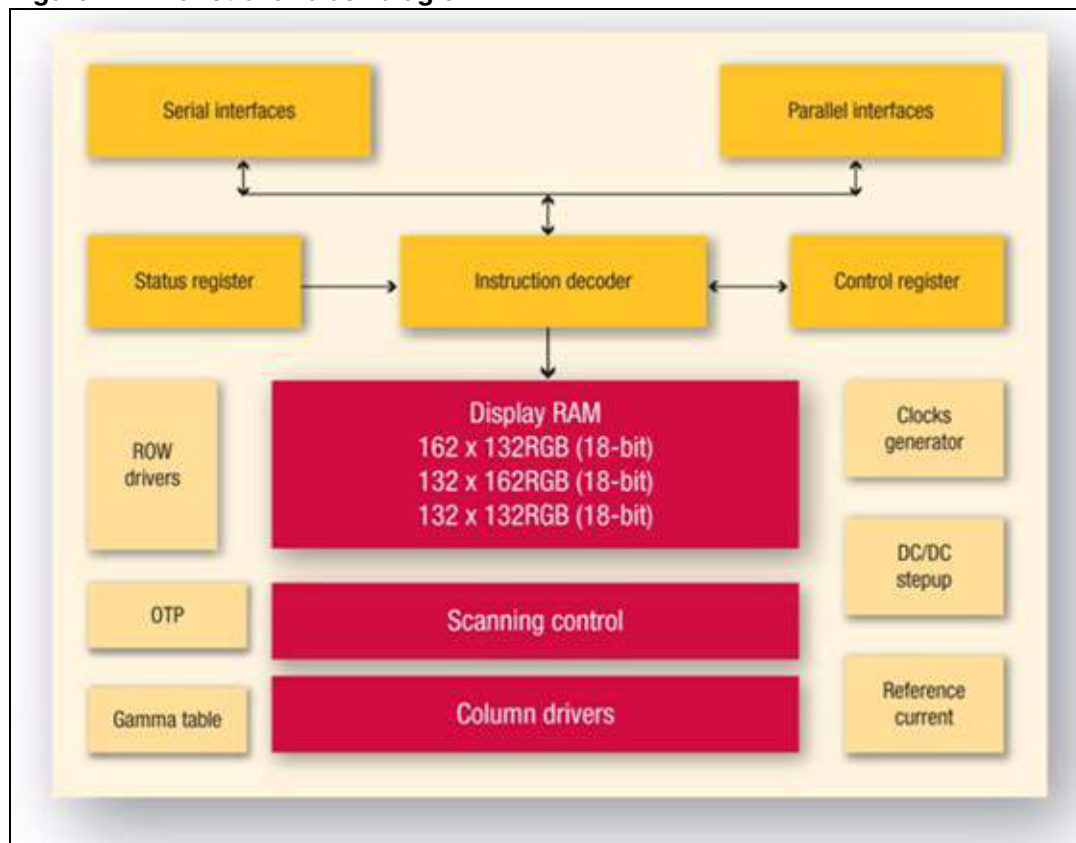 Serial interfaces
Parallel interfaces
Status register
Instruction decoder
Control register
ROW
drivers
Display RAM
162 x 132RGB (18-bit)
132 x 162RGB (18-bit)
132 x 132RGB (18-bit)
Clocks
generator
DC/DC
stepup
OTP
Scanning control
Gamma table
Column drivers
Reference
current